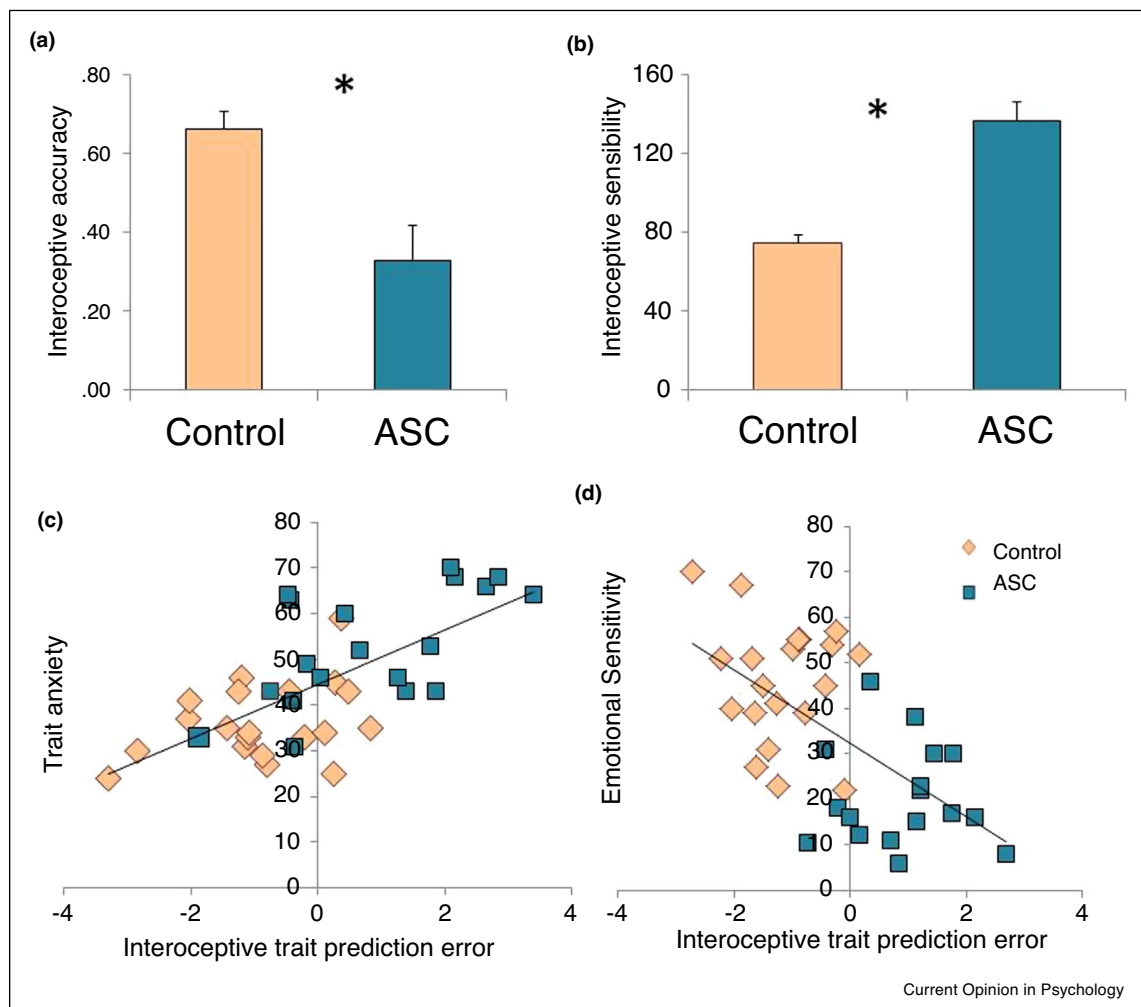 (a)
.80
.60
.40
.20
.00
Interoceptive accuracy
*
Control ASC
(b)
160
120
80
40
0
Interoceptive sensibility
*
Control ASC
(c)
80
70
60
50
40
30
20
10
0
Trait anxiety
-4 -2 0 2 4
Interoceptive trait prediction error
(d)
80
70
60
50
40
30
20
10
0
Emotional Sensitivity
Control
ASC
-4 -2 0 2 4
Interoceptive trait prediction error
Current Opinion in Psychology